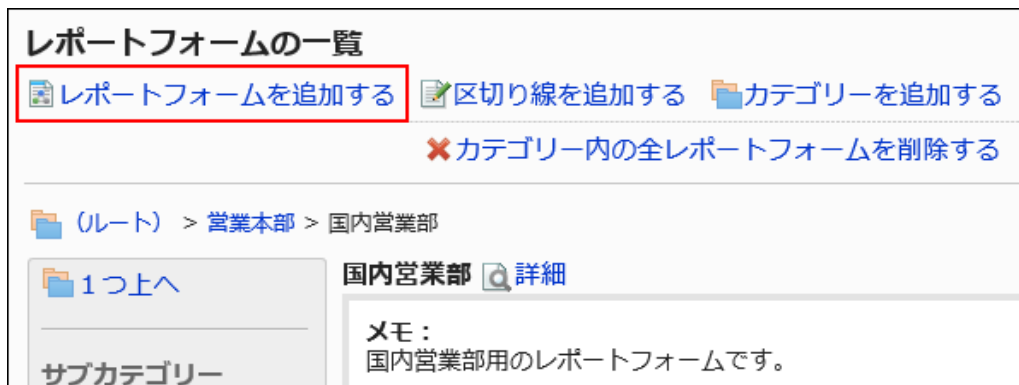 レポートフォームの一覧
レポートフォームを追加する 区切り線を追加する カテゴリーを追加する
カテゴリー内の全レポートフォームを削除する
（ルート） > 営業本部 > 国内営業部
1つ上へ
サブカテゴリー
国内営業部 詳細
メモ：
国内営業部用のレポートフォームです。